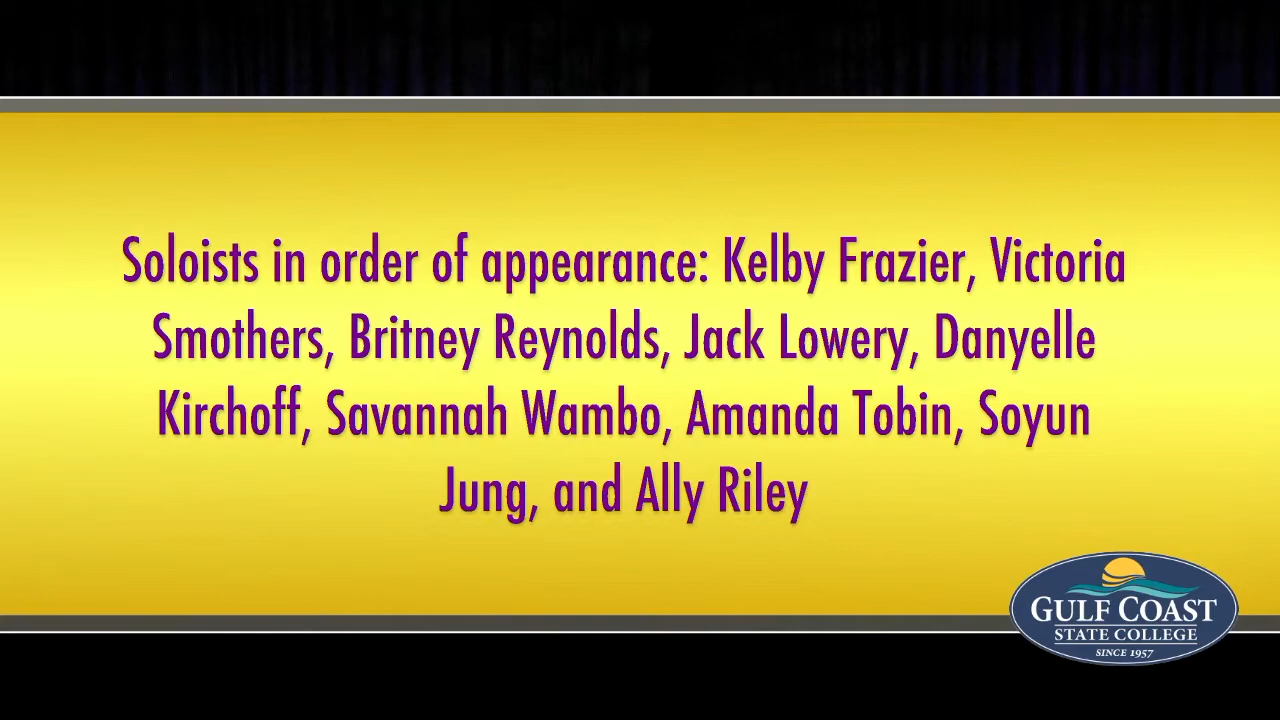 Soloists in order of appearance: Kelby Frazier, Victoria
Smothers, Britney Reynolds, Jack Lowery, Danyelle
Kirchoff, Savannah Wambo, Amanda Tobin, Soyun
Jung, and Ally Riley
GULF COAST
STATE COLLEGE
SINCE 1957